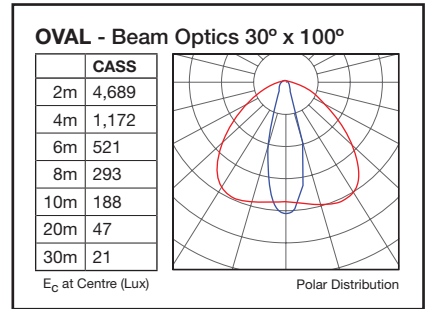 OVAL - Beam Optics 30º x 100º
CASS
2m 4,689
4m 1,172
6m 521
8m 293
10m 188
20m 47
30m 21
EC at Centre (Lux)
Polar Distribution